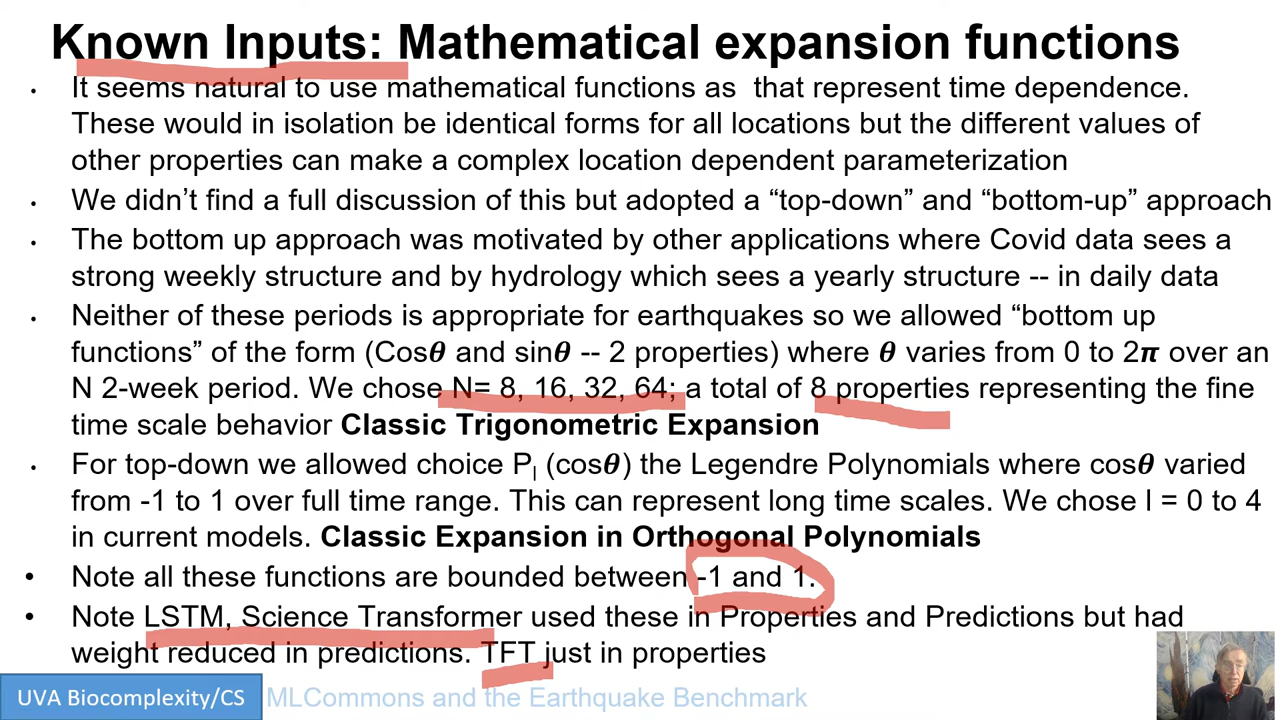 Known Inputs: Mathematical expansion functions
• It seems natural to use mathematical functions as  that represent time dependence.
These would in isolation be identical forms for all locations but the different values of
other properties can make a complex location dependent parameterization
• We didn’t find a full discussion of this but adopted a “top-down” and “bottom-up” approach
• The bottom up approach was motivated by other applications where Covid data sees a
strong weekly structure and by hydrology which sees a yearly structure -- in daily data
• Neither of these periods is appropriate for earthquakes so we allowed “bottom up
functions” of the form (Cosθ and sinθ -- 2 properties) where θ varies from 0 to 2π over an
N 2-week period. We chose N= 8, 16, 32, 64; a total of 8 properties representing the fine
time scale behavior Classic Trigonometric Expansion
• For top-down we allowed choice Pl (cosθ) the Legendre Polynomials where cosθ varied
from -1 to 1 over full time range. This can represent long time scales. We chose l = 0 to 4
in current models. Classic Expansion in Orthogonal Polynomials
• Note all these functions are bounded between -1 and 1.
• Note LSTM, Science Transformer used these in Properties and Predictions but had
weight reduced in predictions. TFT just in properties
UVA Biocomplexity/CS MLCommons and the Earthquake Benchmark